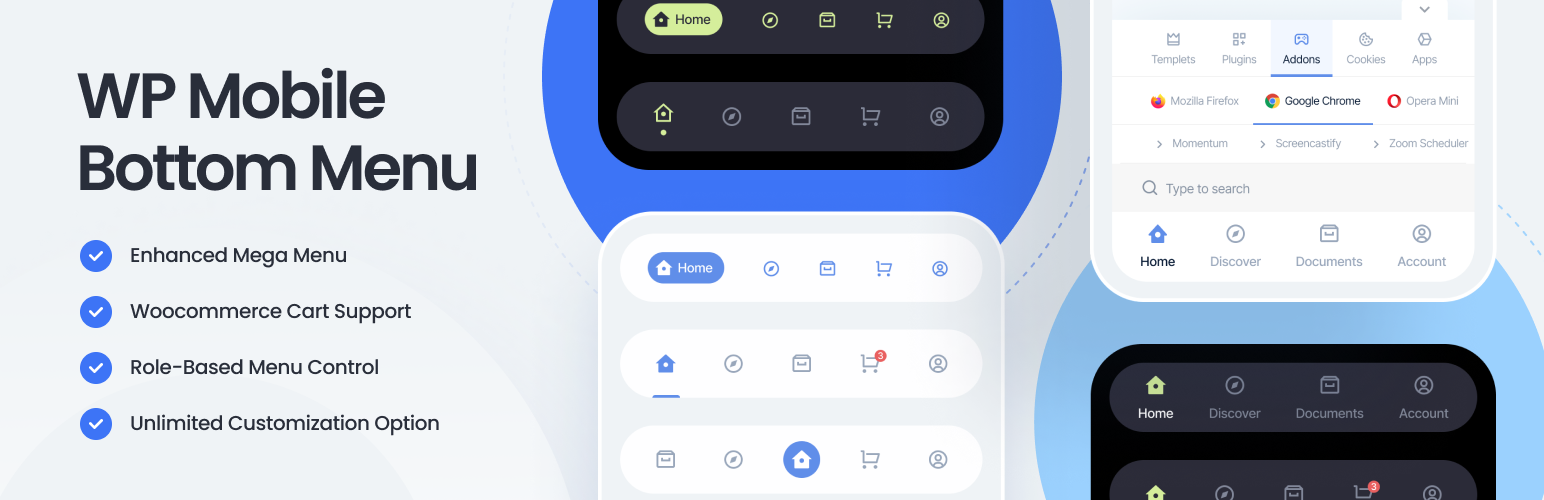 WP Mobile
Bottom Menu
Enhanced Mega Menu
Woocommerce Cart Support
Role-Based Menu Control
Unlimited Customization Option
Home
Home
3
Templets Plugins Addons Cookies Apps
Mozilla Firefox Google Chrome Opera Mini
Momentum Screencastify Zoom Scheduler
Type to search
Home Discover Documents Account
Home Discover Documents Account
3